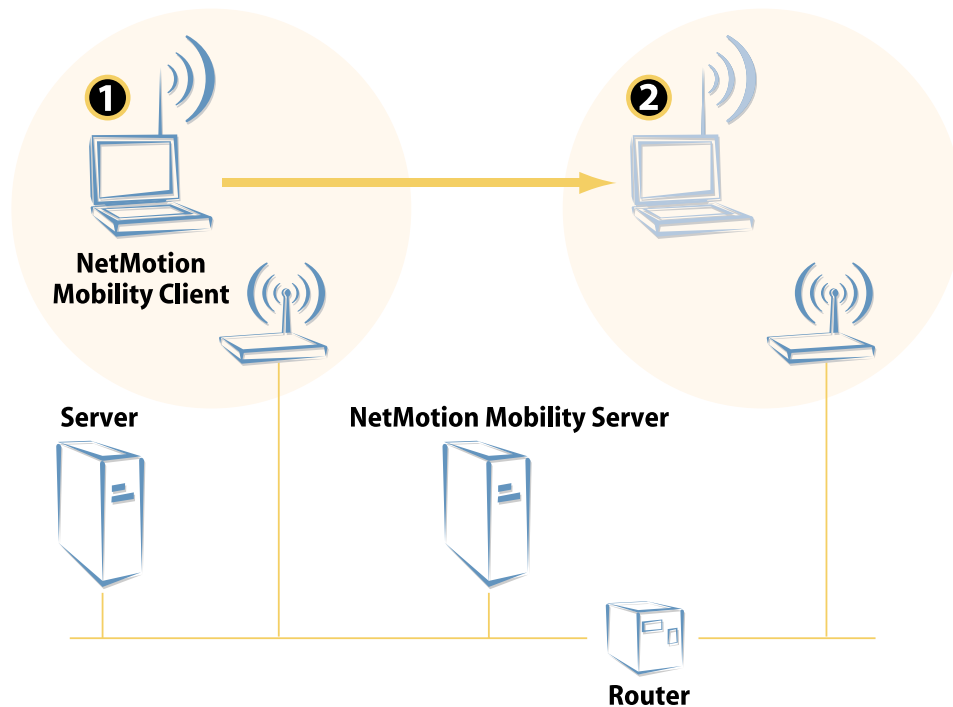 1
2
NetMotion
Mobility Client
Server
NetMotion Mobility Server
Router